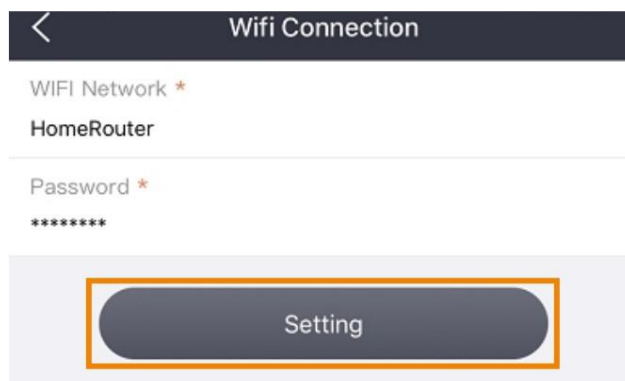 Wifi Connection
WIFI Network *
HomeRouter
Password *
********
Setting